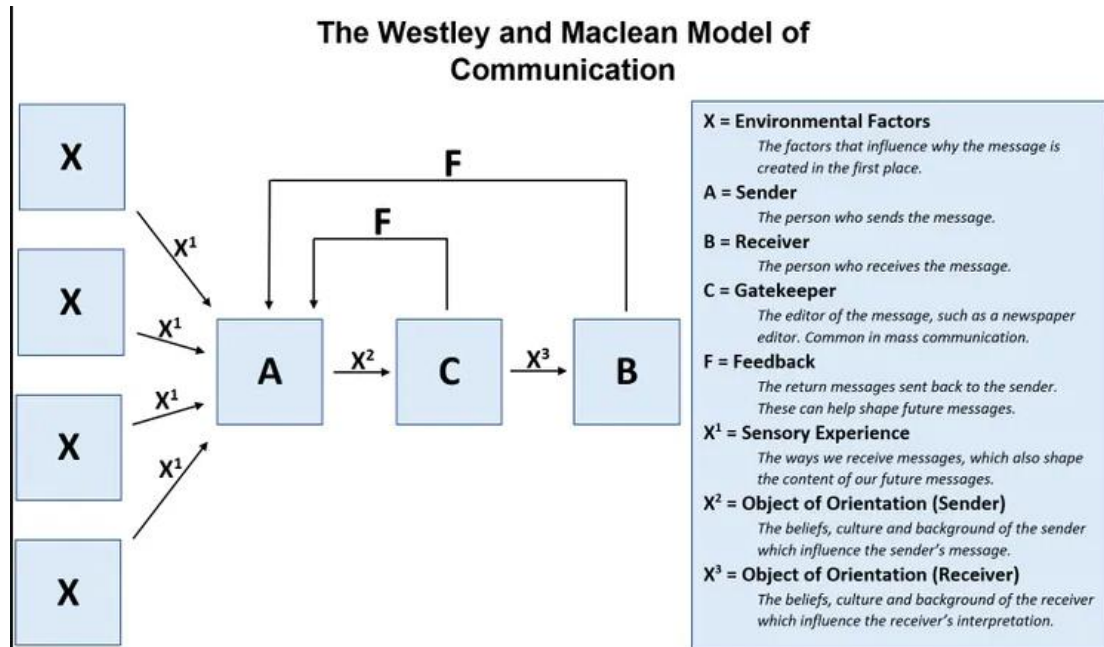 The Westley and Maclean Model of
Communication
X
X
X
X
X¹
X¹
X¹
X¹
F
F
A
X²
C
X³
B
X = Environmental Factors
The factors that influence why the message is
created in the first place.
A = Sender
The person who sends the message.
B = Receiver
The person who receives the message.
C = Gatekeeper
The editor of the message, such as a newspaper
editor. Common in mass communication.
F = Feedback
The return messages sent back to the sender.
These can help shape future messages.
X¹ = Sensory Experience
The ways we receive messages, which also shape
the content of our future messages.
X² = Object of Orientation (Sender)
The beliefs, culture and background of the sender
which influence the sender's message.
X³ = Object of Orientation (Receiver)
The beliefs, culture and background of the receiver
which influence the receiver's interpretation.